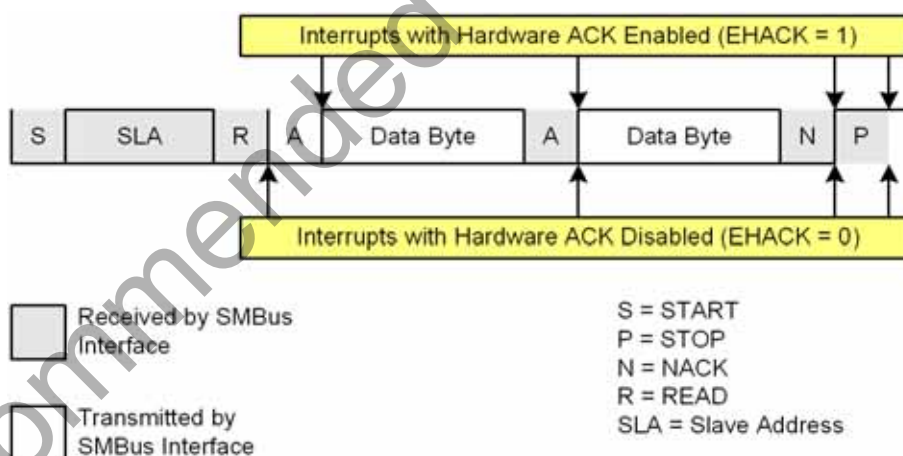 Interrupts with Hardware ACK Enabled (EHACK = 1)
S SLA R A Data Byte A Data Byte N P
Interrupts with Hardware ACK Disabled (EHACK = 0)
Received by SMBus
Interface
Transmitted by
SMBus Interface
S = START
P = STOP
N = NACK
R = READ
SLA = Slave Address
ommended